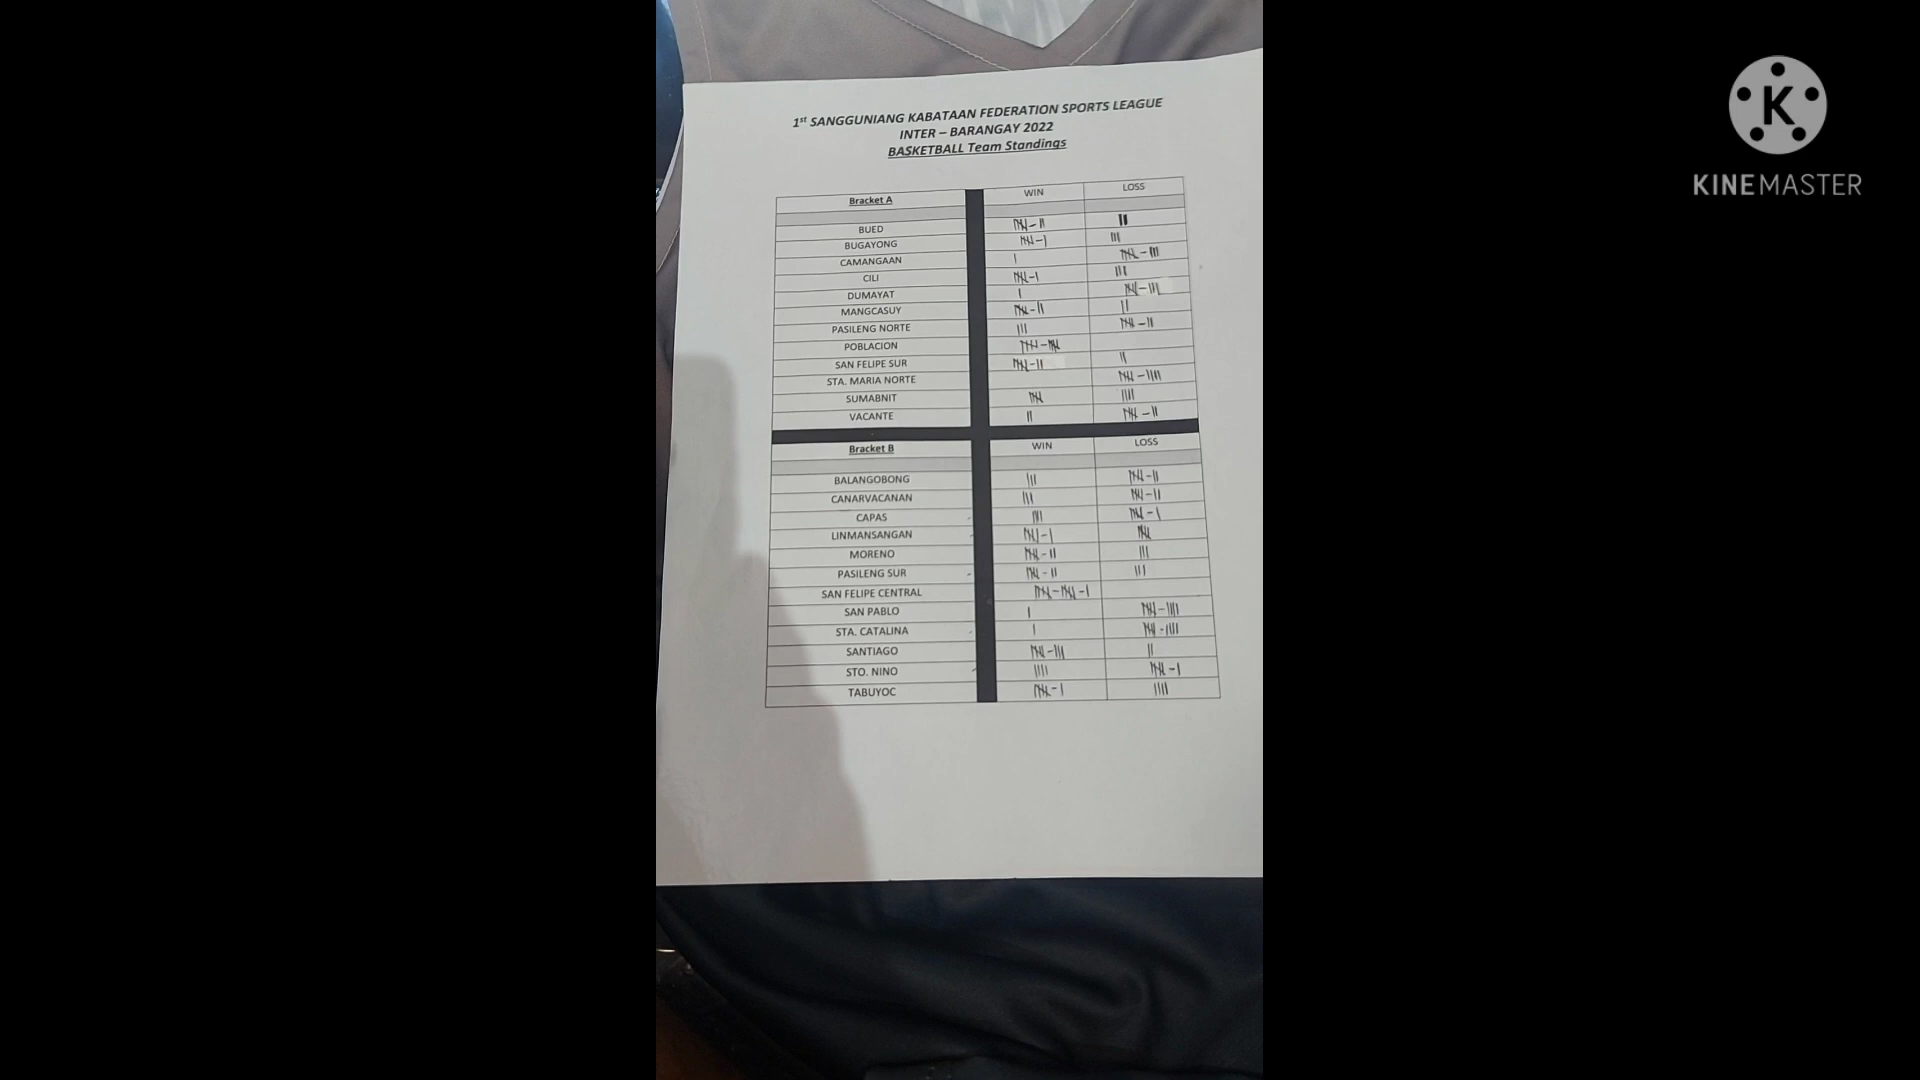 1st SANGGUNIANG KABATAAN FEDERATION SPORTS LEAGUE
INTER – BARANGAY 2022
BASKETBALL Team Standings
KINEMASTER
Bracket A WIN LOSS
BUED
BUGAYONG
CAMANGAAN
CILI
DUMAYAT
MANGCASUY
PASILENG NORTE
POBLACION
SAN FELIPE SUR
STA. MARIA NORTE
SUMABNIT
VACANTE
Bracket B WIN LOSS
BALANGOBONG
CANARVACANAN
CAPAS
LINMANSANGAN
MORENO
PASILENG SUR
SAN FELIPE CENTRAL
SAN PABLO
STA. CATALINA
SANTIAGO
STO. NINO
TABUYOC